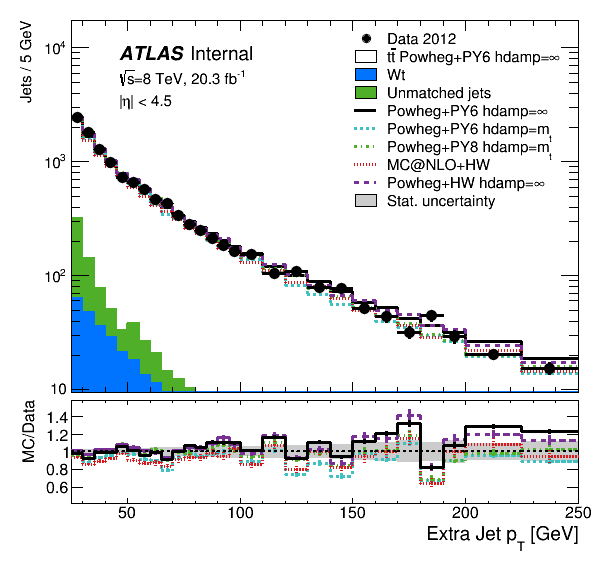 Jets / 5 GeV
10⁴
10³
10²
10
ATLAS Internal
√s=8 TeV, 20.3 fb⁻¹
|η| < 4.5
Data 2012
tt̄ Powheg+PY6 hdamp=∞
Wt
Unmatched jets
Powheg+PY6 hdamp=∞
Powheg+PY6 hdamp=mₜ
Powheg+PY8 hdamp=mₜ
MC@NLO+HW
Powheg+HW hdamp=∞
Stat. uncertainty
MC/Data
1.4
1.2
1.0
0.8
0.6
50 100 150 200 250
Extra Jet p_T [GeV]